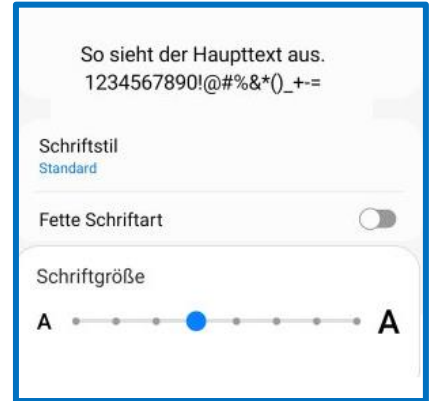 So sieht der Haupttext aus.
1234567890!@#%&*()_+-=
Schriftstil
Standard
Fette Schriftart
Schriftgröße
A A